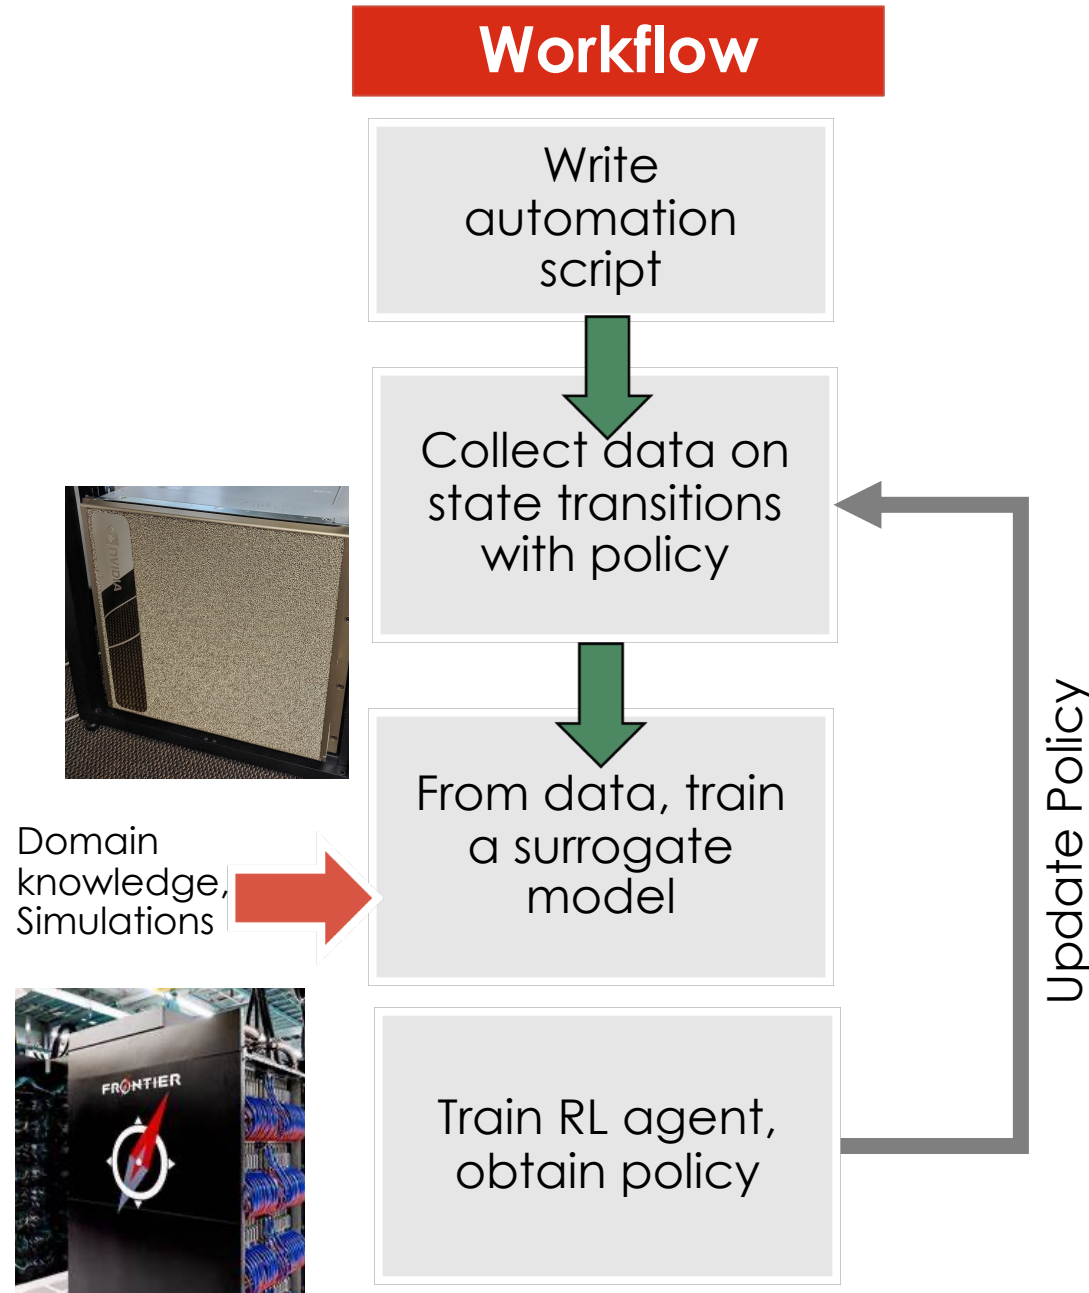 Workflow
Write
automation
script
Collect data on
state transitions
with policy
NVIDIA
From data, train
a surrogate
model
Domain
knowledge,
Simulations
FRONTIER
Train RL agent,
obtain policy
Update Policy